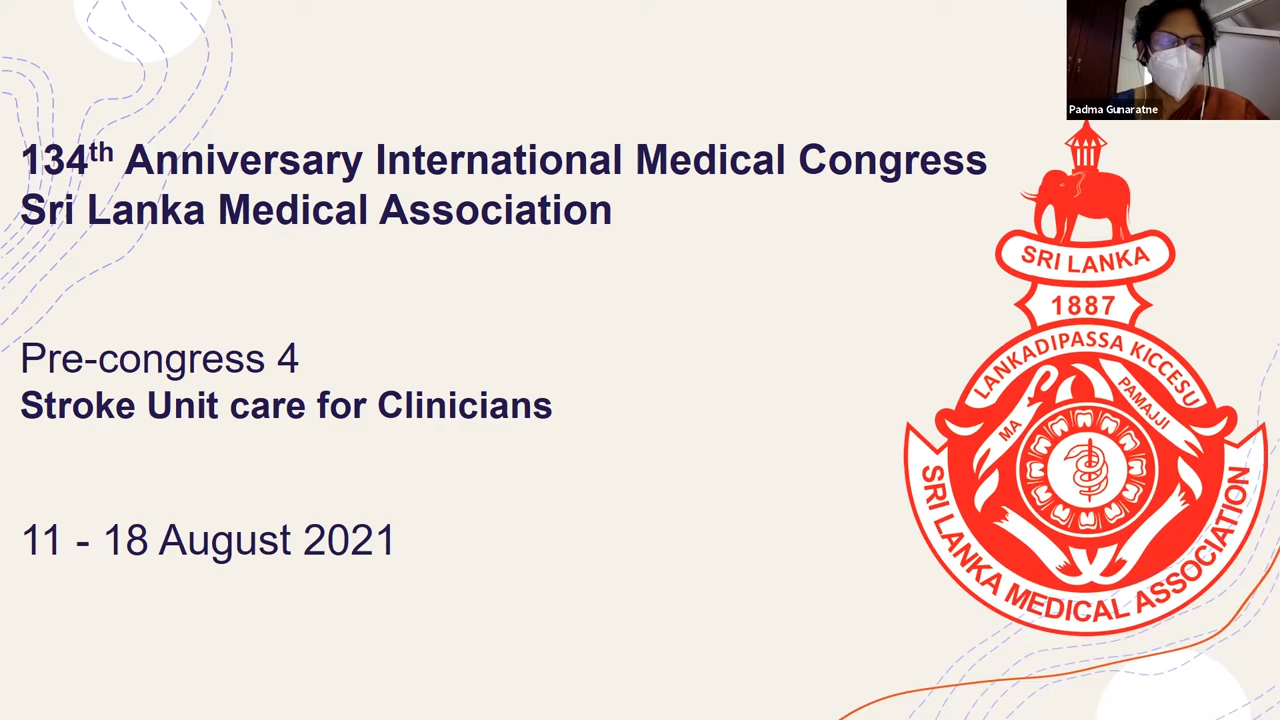 Padma Gunaratne
134th Anniversary International Medical Congress
Sri Lanka Medical Association
Pre-congress 4
Stroke Unit care for Clinicians
11 - 18 August 2021
SRI LANKA
1887
LANKADIPASSA KICCESU
MA
PAMAJJI
SRI LANKA MEDICAL ASSOCIATION